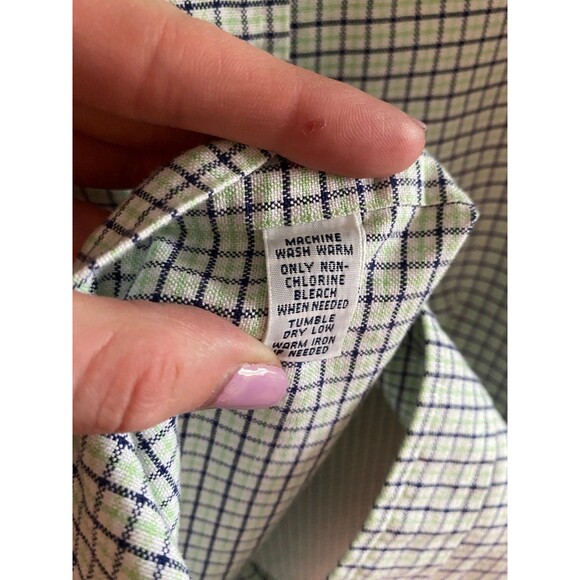 MACHINE
WASH WARM
ONLY NON-
CHLORINE
BLEACH
WHEN NEEDED
TUMBLE
DRY LOW
WARM IRON
IF NEEDED